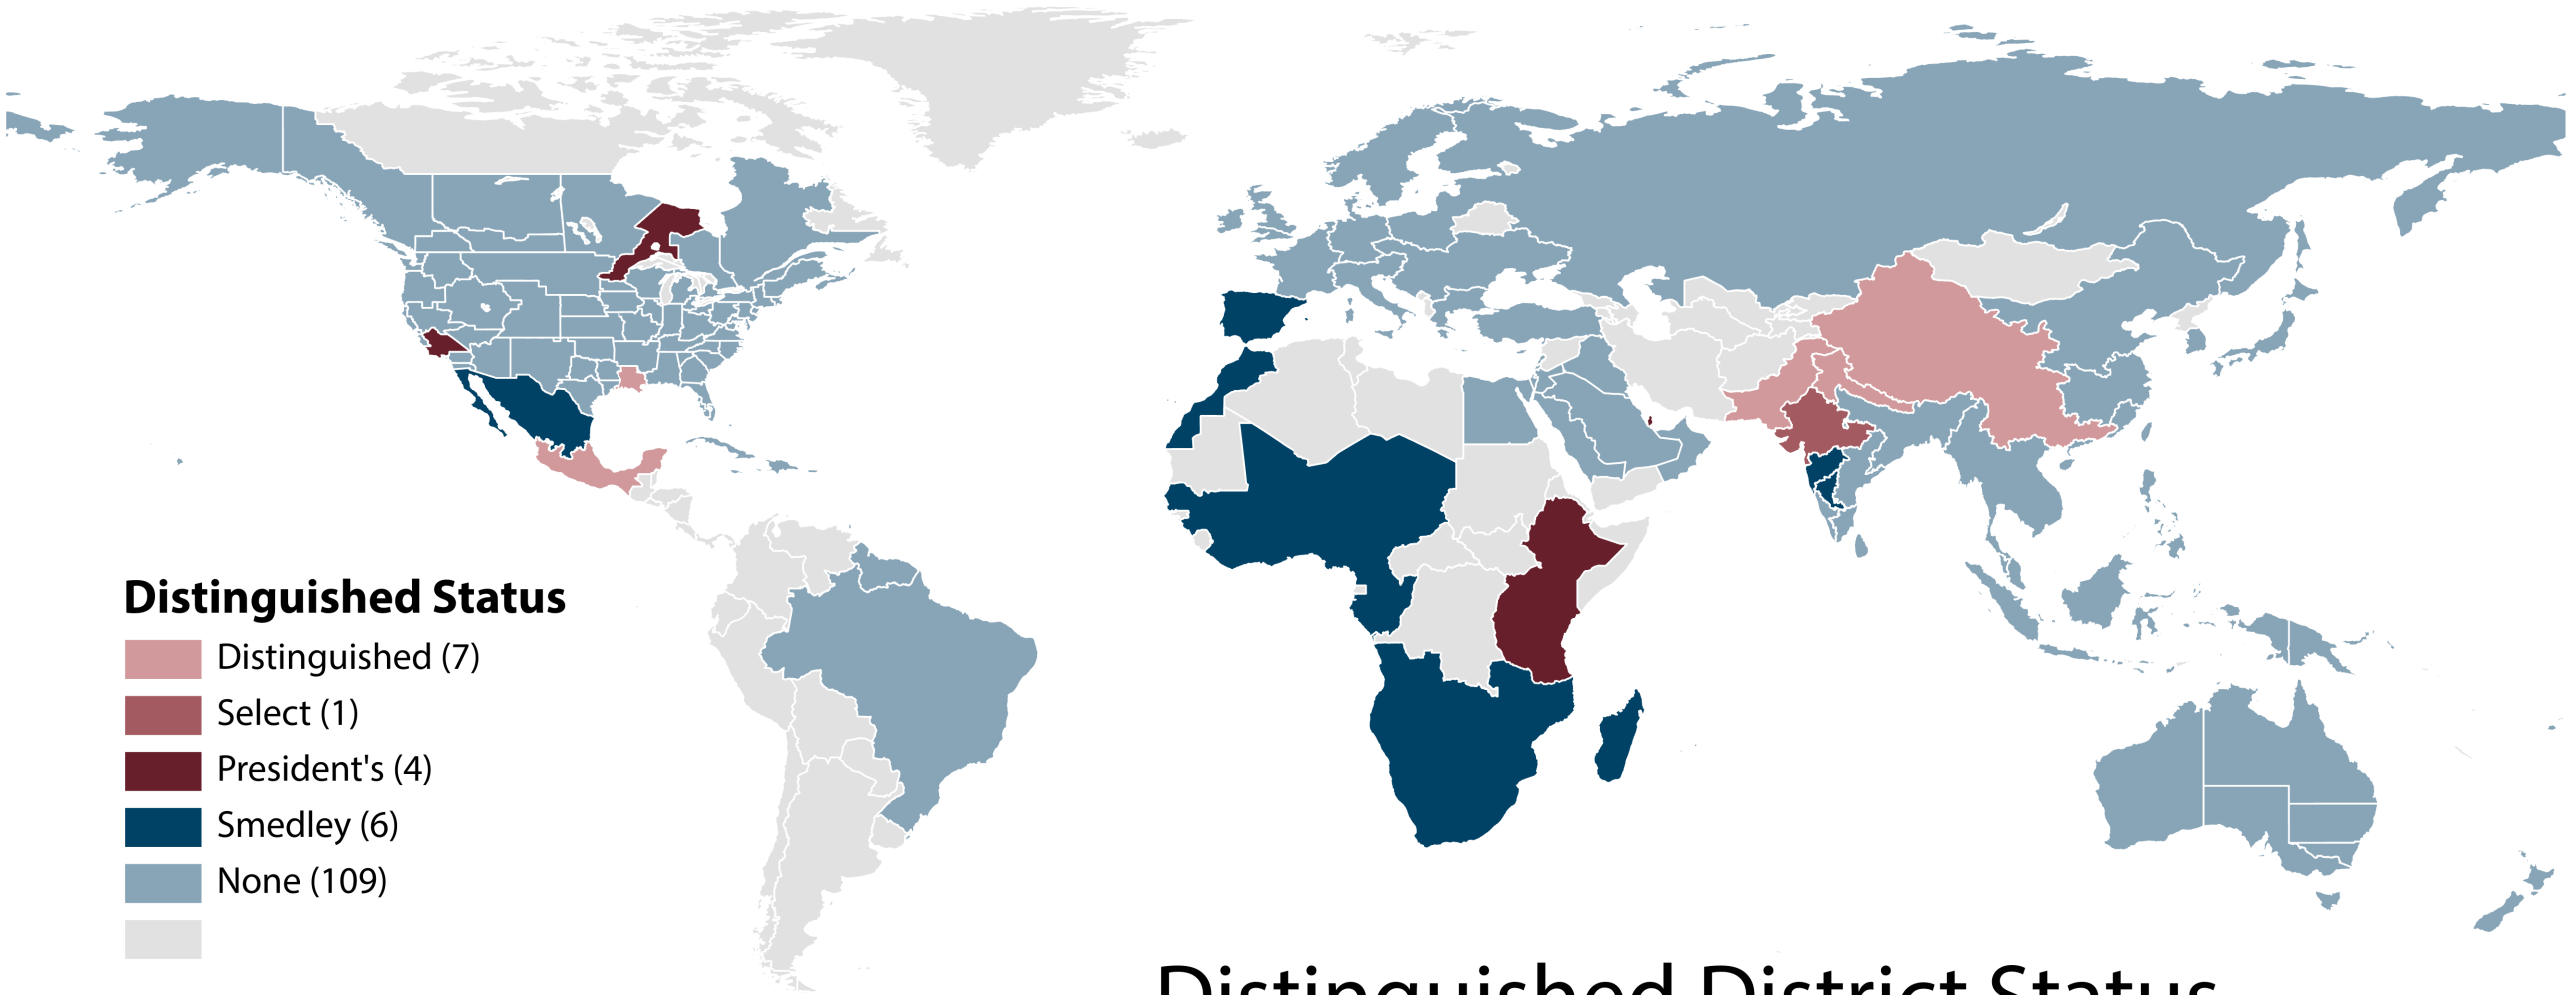 Distinguished Status
Distinguished (7)
Select (1)
President's (4)
Smedley (6)
None (109)
Distinguished District Status